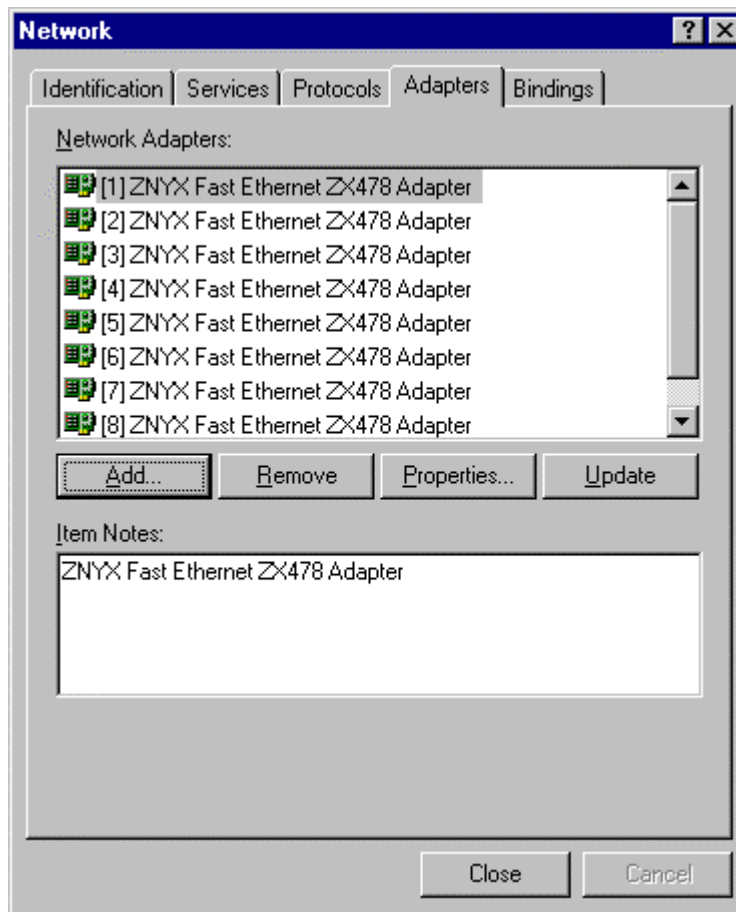 Network
Identification Services Protocols Adapters Bindings
Network Adapters:
[1] ZNYX Fast Ethernet ZX478 Adapter
[2] ZNYX Fast Ethernet ZX478 Adapter
[3] ZNYX Fast Ethernet ZX478 Adapter
[4] ZNYX Fast Ethernet ZX478 Adapter
[5] ZNYX Fast Ethernet ZX478 Adapter
[6] ZNYX Fast Ethernet ZX478 Adapter
[7] ZNYX Fast Ethernet ZX478 Adapter
[8] ZNYX Fast Ethernet ZX478 Adapter
Add... Remove Properties... Update
Item Notes:
ZNYX Fast Ethernet ZX478 Adapter
Close Cancel